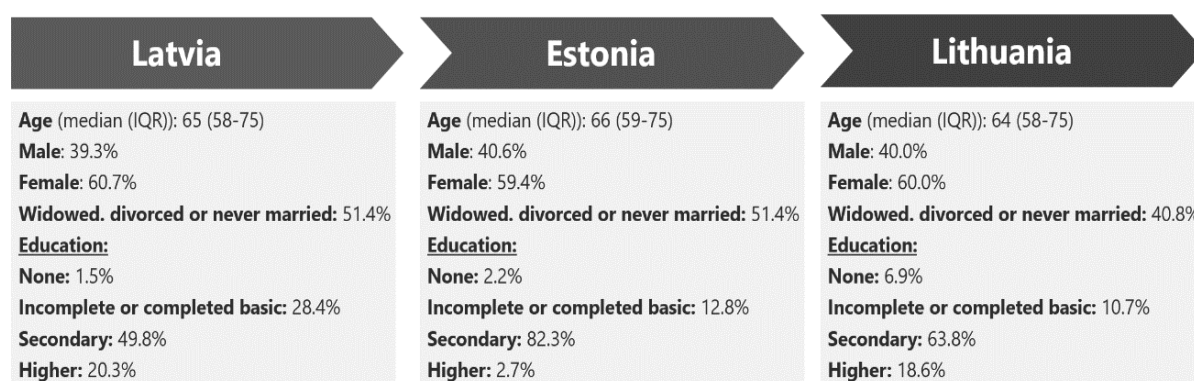 Latvia
Age (median (IQR)): 65 (58-75)
Male: 39.3%
Female: 60.7%
Widowed. divorced or never married: 51.4%
Education:
None: 1.5%
Incomplete or completed basic: 28.4%
Secondary: 49.8%
Higher: 20.3%
Estonia
Age (median (IQR)): 66 (59-75)
Male: 40.6%
Female: 59.4%
Widowed. divorced or never married: 51.4%
Education:
None: 2.2%
Incomplete or completed basic: 12.8%
Secondary: 82.3%
Higher: 2.7%
Lithuania
Age (median (IQR)): 64 (58-75)
Male: 40.0%
Female: 60.0%
Widowed. divorced or never married: 40.8%
Education:
None: 6.9%
Incomplete or completed basic: 10.7%
Secondary: 63.8%
Higher: 18.6%